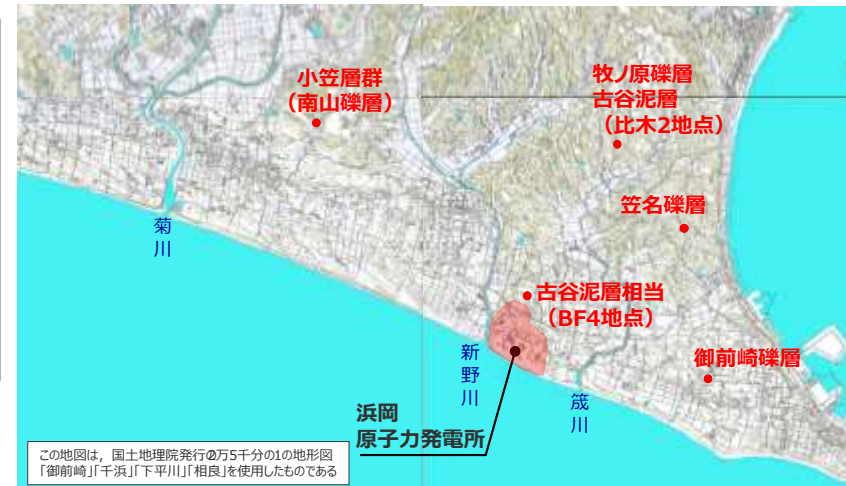 小笠層群
（南山礫層）
牧ノ原礫層
古谷泥層
（比木2地点）
笠名礫層
古谷泥層相当
（BF4地点）
御前崎礫層
菊川
新野川
筬川
浜岡
原子力発電所
この地図は，国土地理院発行の2万5千分の1の地形図
「御前崎」「千浜」「下平川」「相良」を使用したものである